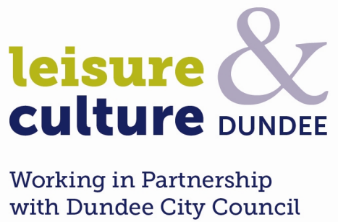 leisure &
culture DUNDEE
Working in Partnership
with Dundee City Council